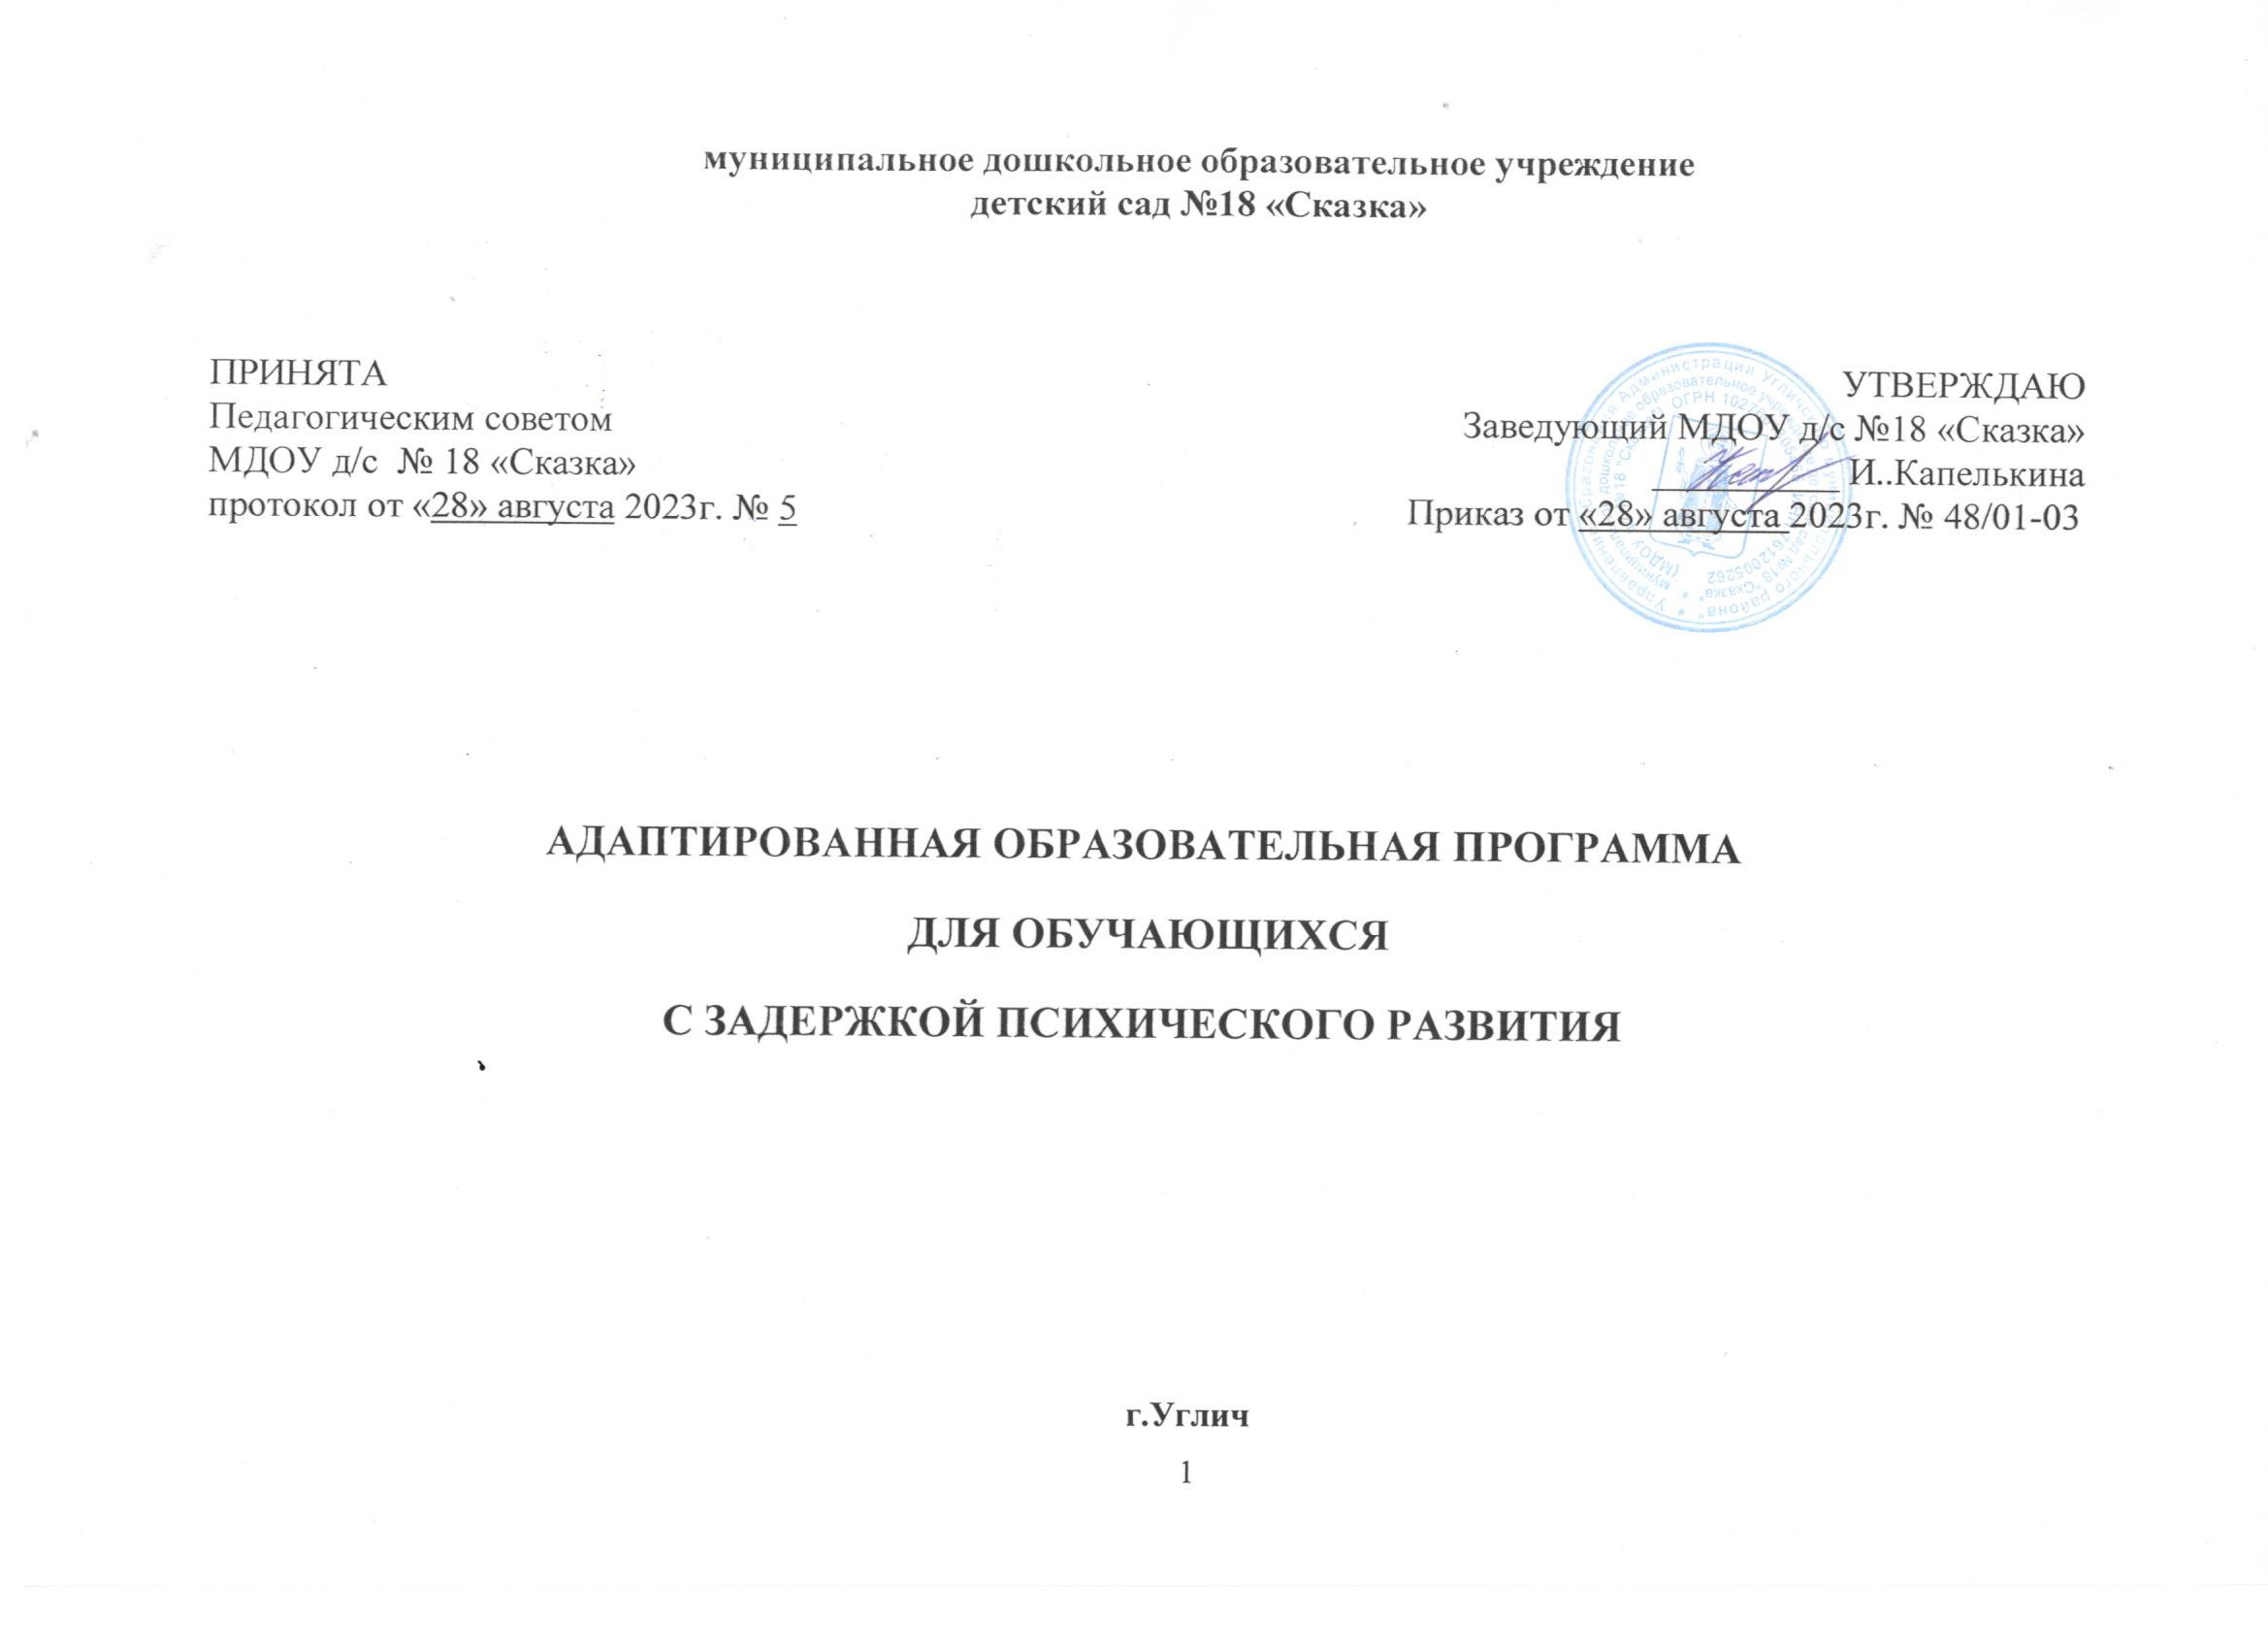 муниципальное дошкольное образовательное учреждение
детский сад №18 «Сказка»
ПРИНЯТА
Педагогическим советом
МДОУ д/с № 18 «Сказка»
протокол от «28» августа 2023г. № 5
УТВЕРЖДАЮ
Заведующий МДОУ д/с №18 «Сказка»
И..Капелькина
Приказ от «28» августа 2023г. № 48/01-03
АДАПТИРОВАННАЯ ОБРАЗОВАТЕЛЬНАЯ ПРОГРАММА
ДЛЯ ОБУЧАЮЩИХСЯ
С ЗАДЕРЖКОЙ ПСИХИЧЕСКОГО РАЗВИТИЯ
г.Углич
1